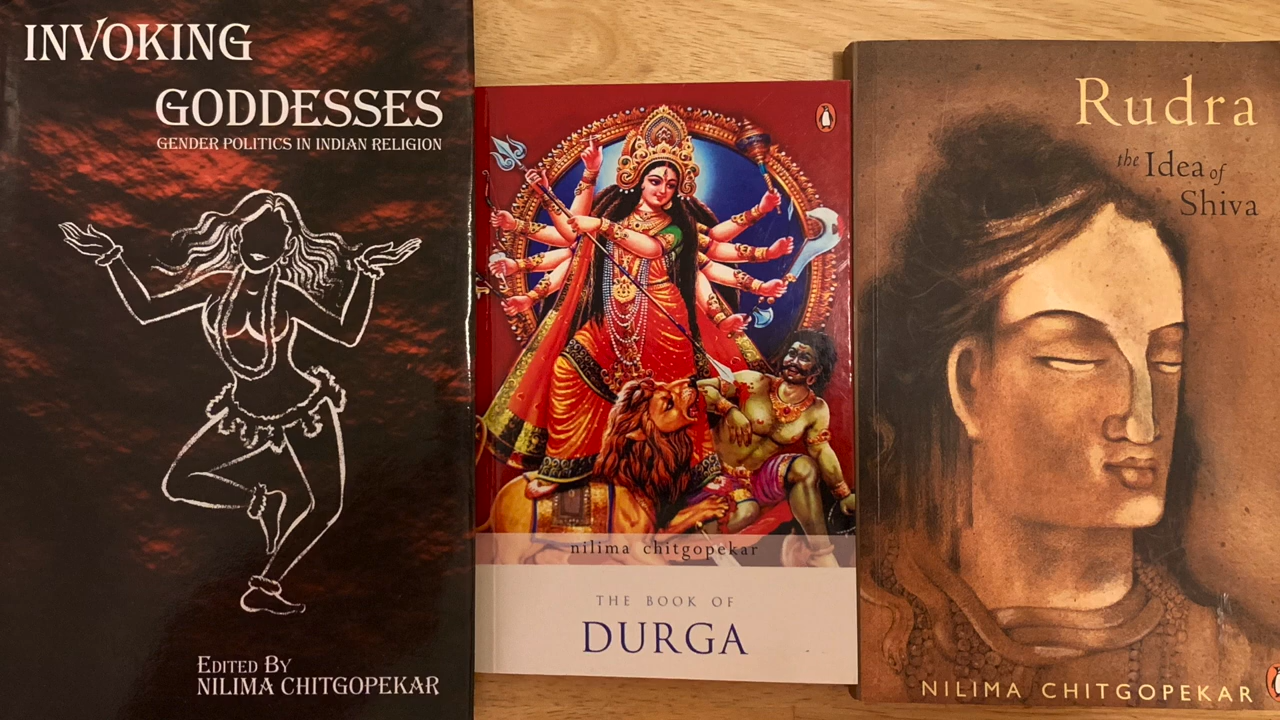 INVOKING
GODDESSES
GENDER POLITICS IN INDIAN RELIGION
EDITED BY
NILIMA CHITGOPEKAR
nilima chitgopekar
THE BOOK OF
DURGA
Rudra
the Idea of
Shiva
NILIMA CHITGOPEKAR